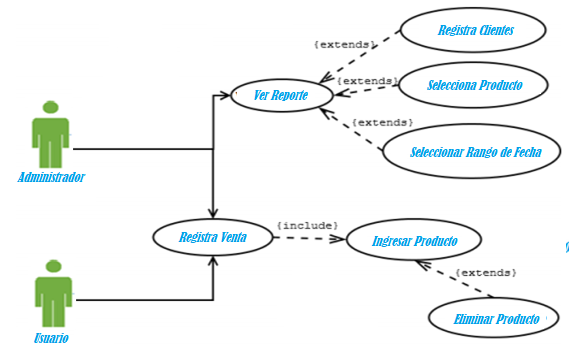 Registra Clientes
{extends}
Ver Reporte
{extends}
Selecciona Producto
{extends}
Seleccionar Rango de Fecha
Administrador
Registra Venta
{include}
Ingresar Producto
{extends}
Eliminar Producto
Usuario